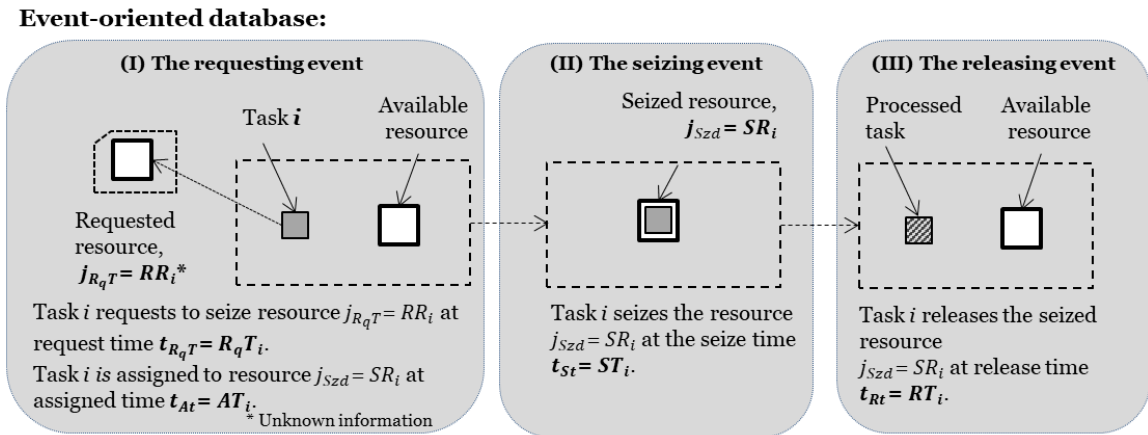 Event-oriented database:
(I) The requesting event
Task i
Available
resource
Requested
resource,
j_RqT = RR_i*
Task i requests to seize resource j_RqT = RR_i at
request time t_RqT = R_qT_i.
Task i is assigned to resource j_Szd = SR_i at
assigned time t_At = AT_i.
* Unknown information
(II) The seizing event
Seized resource,
j_Szd = SR_i
Task i seizes the resource
j_Szd = SR_i at the seize time
t_St = ST_i.
(III) The releasing event
Processed
task
Available
resource
Task i releases the seized
resource
j_Szd = SR_i at release time
t_Rt = RT_i.